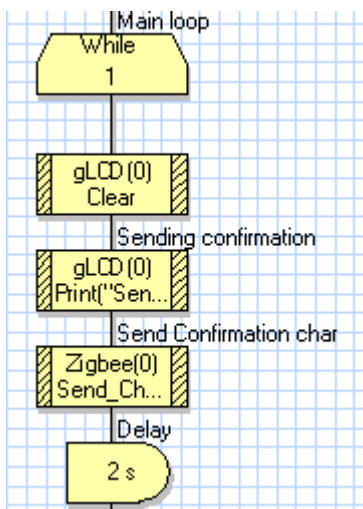 Main loop
While
1
gLCD(0)
Clear
Sending confirmation
gLCD(0)
Print("Sen...
Send Confirmation char
Zigbee(0)
Send_Ch...
Delay
2 s